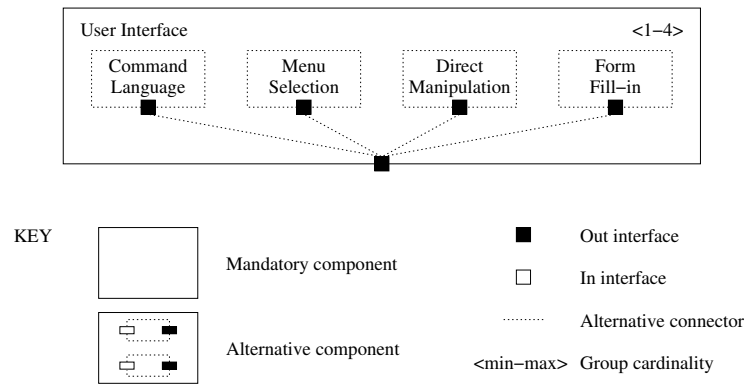 User Interface <1−4>
Command Language
Menu Selection
Direct Manipulation
Form Fill−in
KEY
Mandatory component
Alternative component
Out interface
In interface
Alternative connector
<min−max> Group cardinality